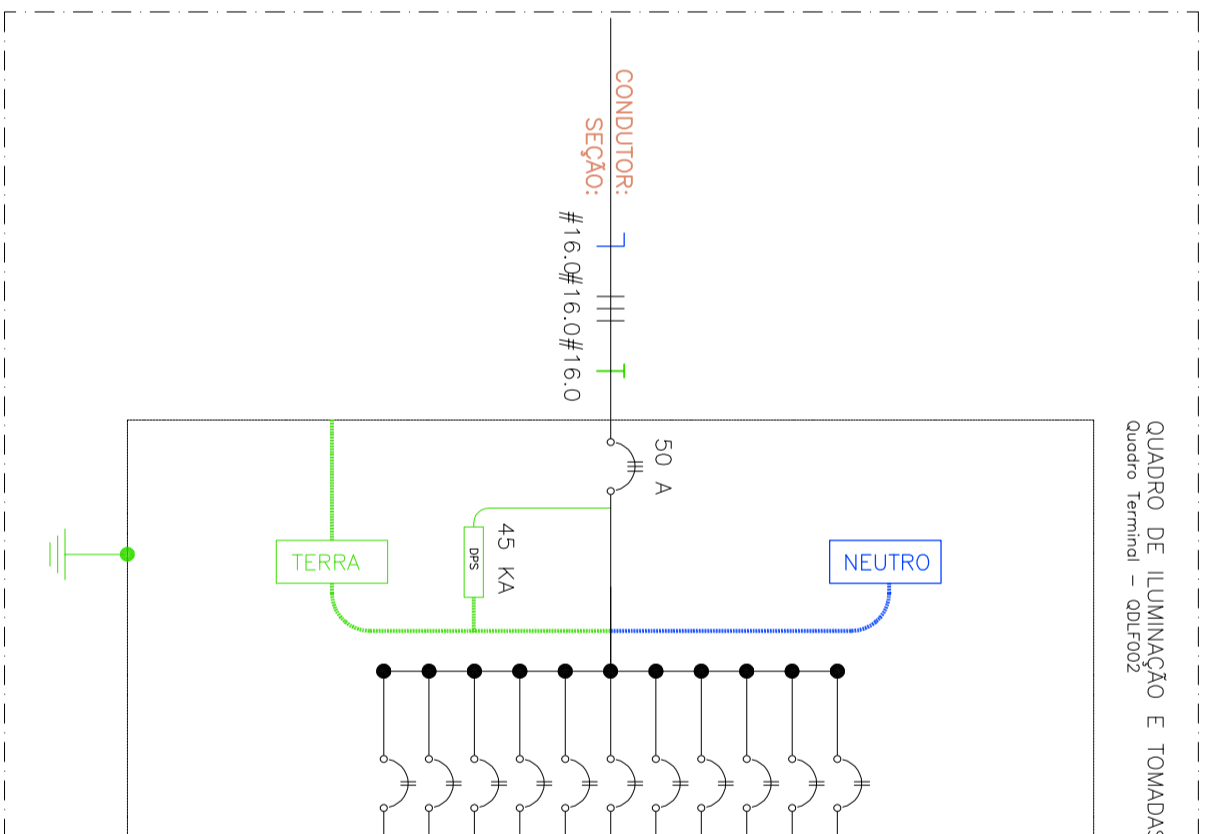 QUADRO DE ILUMINAÇÃO E TOMADAS
Quadro Terminal - QDLF002
CONDUTOR:
SEÇÃO:
#16.0#16.0#16.0
50 A
45 KA
DPS
TERRA
NEUTRO